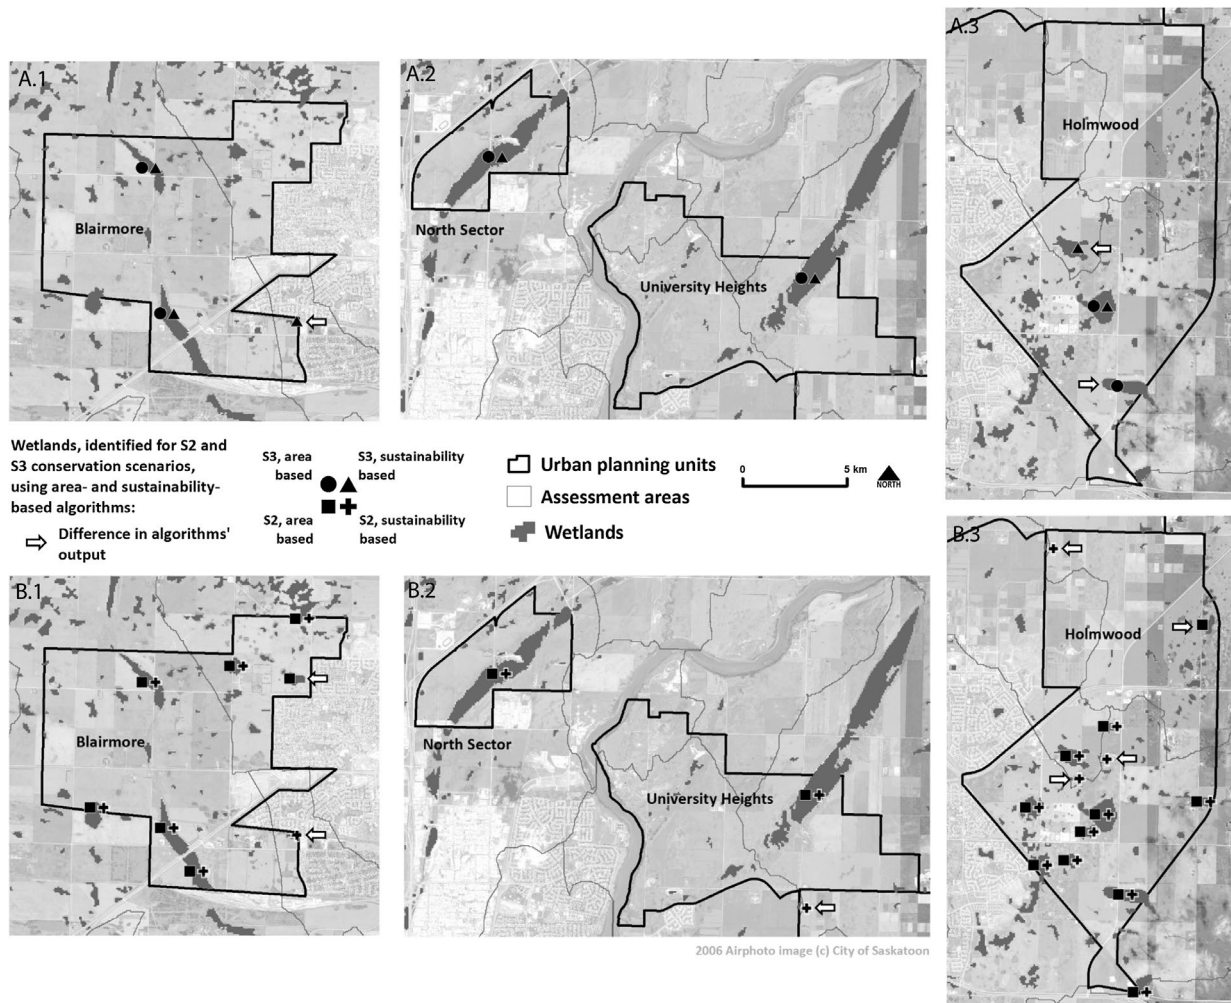 A.1
Blairmore
A.2
North Sector
University Heights
A.3
Holmwood
Wetlands, identified for S2 and
S3 conservation scenarios,
using area- and sustainability-
based algorithms:
Difference in algorithms'
output
S3, area
based
S3, sustainability
based
S2, area
based
S2, sustainability
based
Urban planning units
Assessment areas
Wetlands
0
5 km
NORTH
B.1
Blairmore
B.2
North Sector
University Heights
B.3
Holmwood
2006 Airphoto image (c) City of Saskatoon